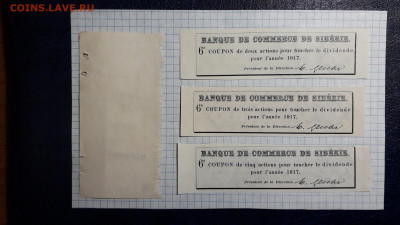 COINS.LAVE.RU
BANQUE DE COMMERCE DE SIBÉRIE.
6e COUPON de deux actions pour toucher le dividende
pour l'année 1917.
Président de la Direction
BANQUE DE COMMERCE DE SIBÉRIE.
6e COUPON de trois actions pour toucher le dividende
pour l'année 1917.
Président de la Direction
BANQUE DE COMMERCE DE SIBÉRIE.
6e COUPON de cinq actions pour toucher le dividende
pour l'année 1917.
Président de la Direction